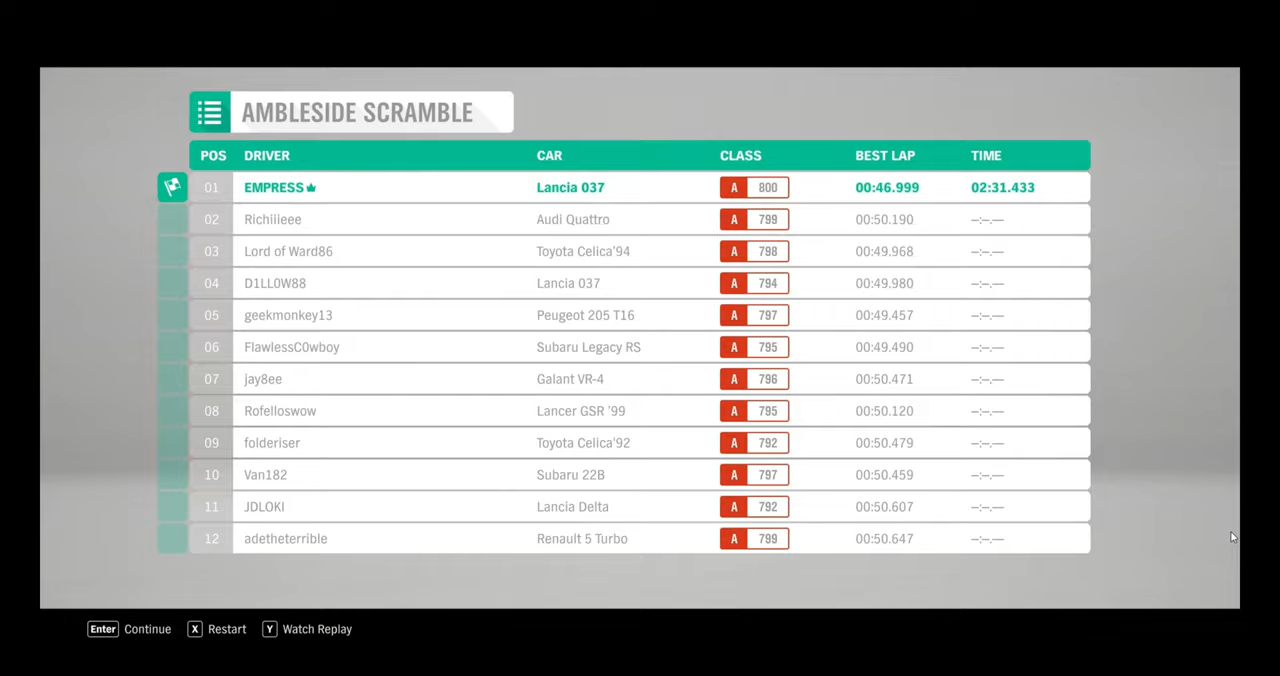 AMBLESIDE SCRAMBLE
POS DRIVER CAR CLASS BEST LAP TIME
01 EMPRESS Lancia 037 A 800 00:46.999 02:31.433
02 Richiiieee Audi Quattro A 799 00:50.190 --:--.---
03 Lord of Ward86 Toyota Celica'94 A 798 00:49.968 --:--.---
04 D1LL0W88 Lancia 037 A 794 00:49.980 --:--.---
05 geekmonkey13 Peugeot 205 T16 A 797 00:49.457 --:--.---
06 FlawlessC0wboy Subaru Legacy RS A 795 00:49.490 --:--.---
07 jay8ee Galant VR-4 A 796 00:50.471 --:--.---
08 Rofelloswow Lancer GSR '99 A 795 00:50.120 --:--.---
09 folderiser Toyota Celica'92 A 792 00:50.479 --:--.---
10 Van182 Subaru 22B A 797 00:50.459 --:--.---
11 JDLOKI Lancia Delta A 792 00:50.607 --:--.---
12 adetheterrible Renault 5 Turbo A 799 00:50.647 --:--.---
Enter Continue X Restart Y Watch Replay